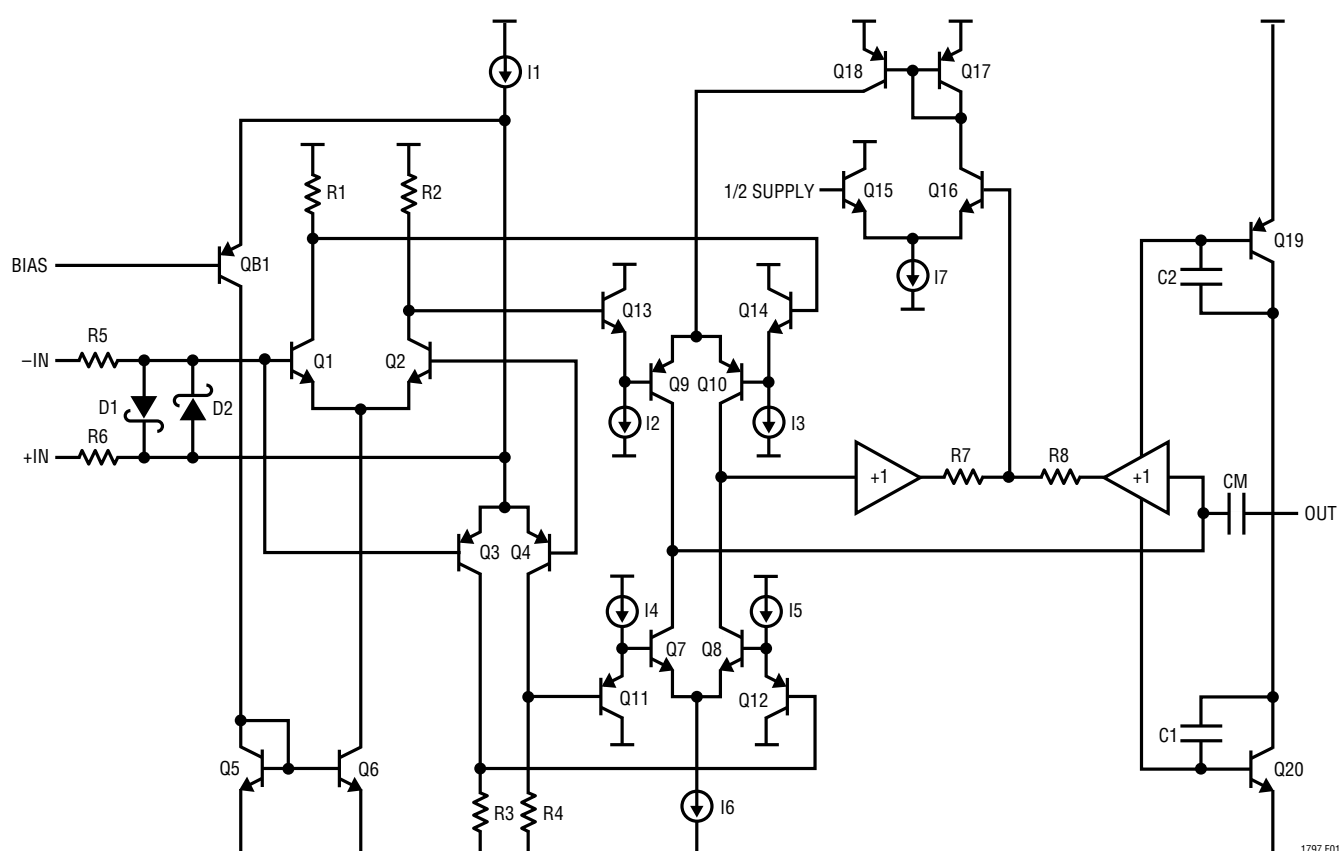 I1
Q18
Q17
R1
R2
1/2 SUPPLY
Q15
Q16
BIAS
QB1
Q19
I7
C2
Q13
Q14
–IN
R5
Q1
Q2
Q9
Q10
D1
D2
I2
I3
+IN
R6
+1
R7
R8
+1
CM
OUT
Q3
Q4
I4
I5
Q7
Q8
Q11
Q12
C1
Q5
Q6
Q20
R3
R4
I6
1797 F01